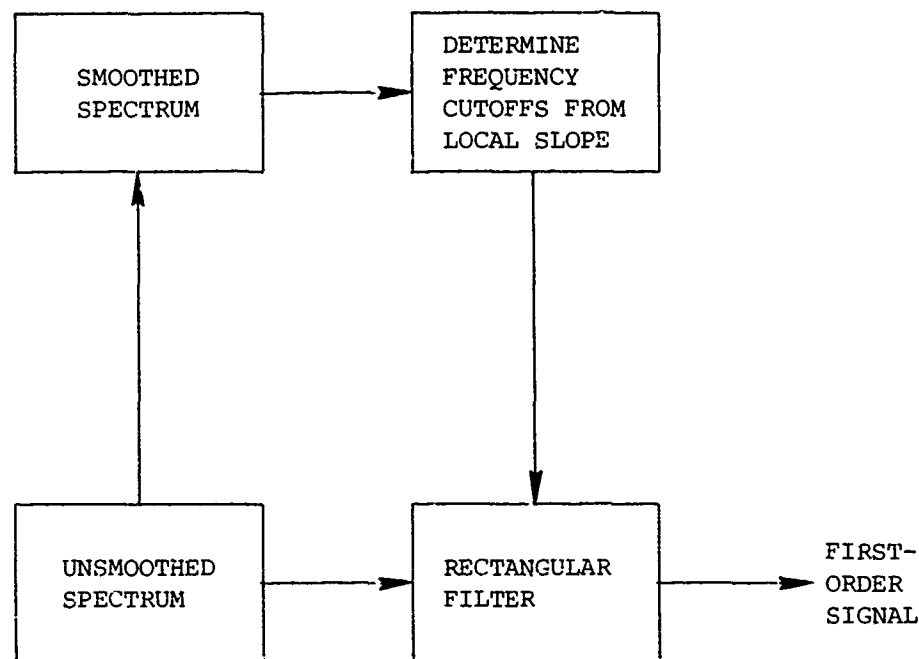 SMOOTHED
SPECTRUM
DETERMINE
FREQUENCY
CUTOFFS FROM
LOCAL SLOPE
UNSMOOTHED
SPECTRUM
RECTANGULAR
FILTER
FIRST-
ORDER
SIGNAL